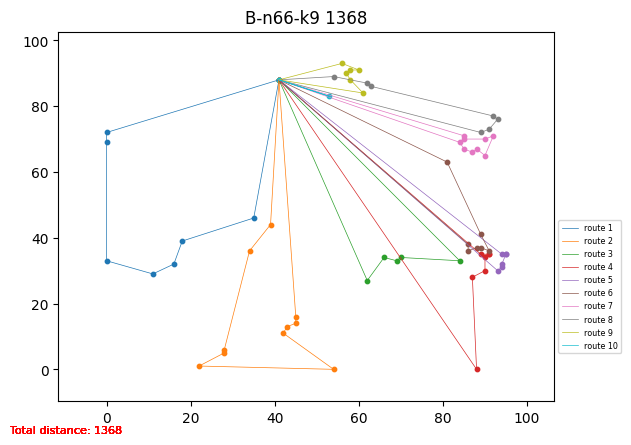 B-n66-k9 1368
100
80
60
40
20
0
0 20 40 60 80 100
route 1
route 2
route 3
route 4
route 5
route 6
route 7
route 8
route 9
route 10
Total distance: 1368